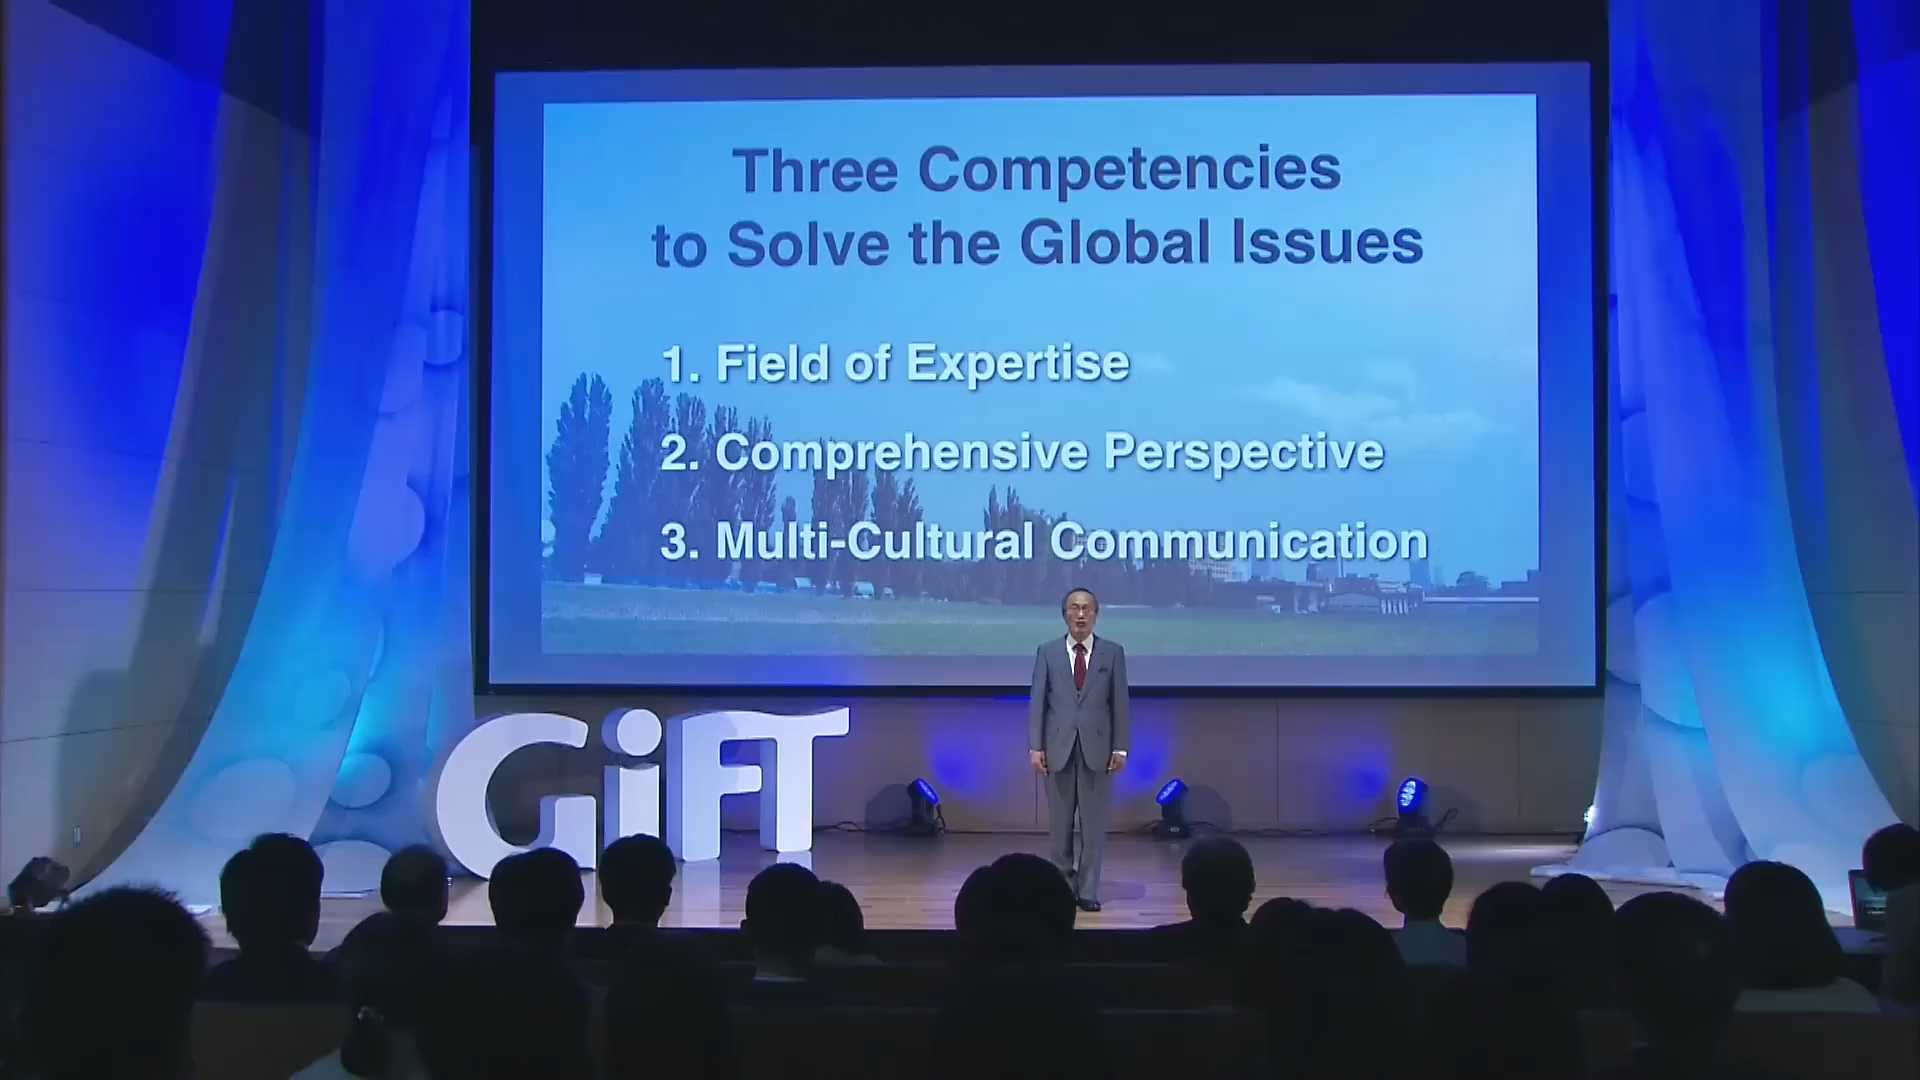 Three Competencies
to Solve the Global Issues
1. Field of Expertise
2. Comprehensive Perspective
3. Multi-Cultural Communication
GiFT